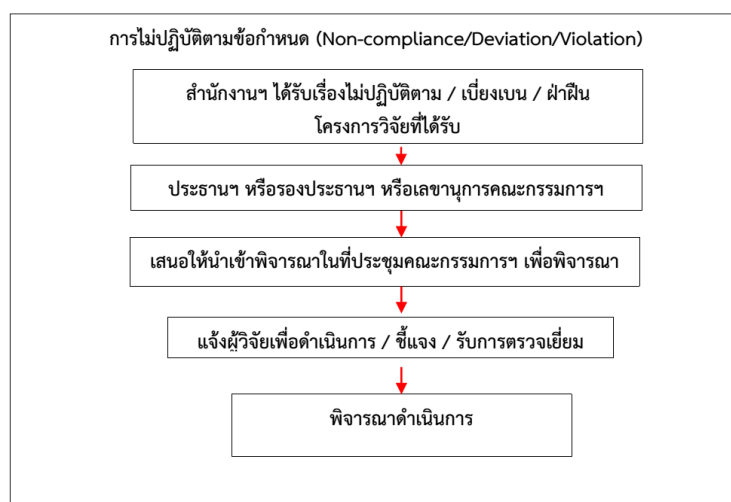 การไม่ปฏิบัติตามข้อกำหนด (Non-compliance/Deviation/Violation)
สำนักงานฯ ได้รับเรื่องไม่ปฏิบัติตาม / เบี่ยงเบน / ฝ่าฝืน
โครงการวิจัยที่ได้รับ
ประธานฯ หรือรองประธานฯ หรือเลขานุการคณะกรรมการฯ
เสนอให้นำเข้าพิจารณาในที่ประชุมคณะกรรมการฯ เพื่อพิจารณา
แจ้งผู้วิจัยเพื่อดำเนินการ / ชี้แจง / รับการตรวจเยี่ยม
พิจารณาดำเนินการ